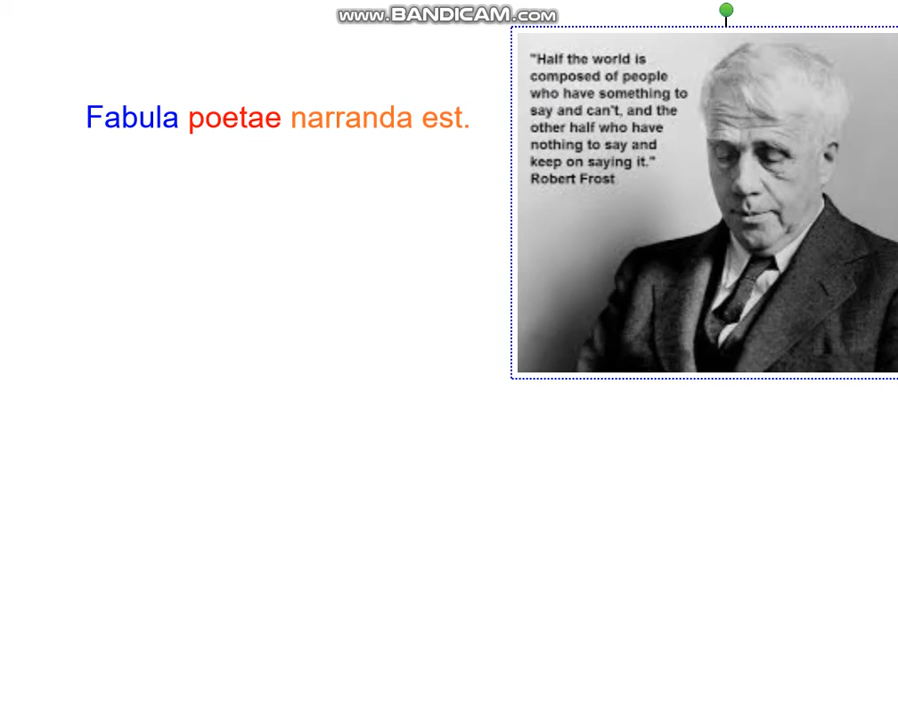 www.BANDICAM.com
Fabula poetae narranda est.
"Half the world is
composed of people
who have something to
say and can't, and the
other half who have
nothing to say and
keep on saying it."
Robert Frost